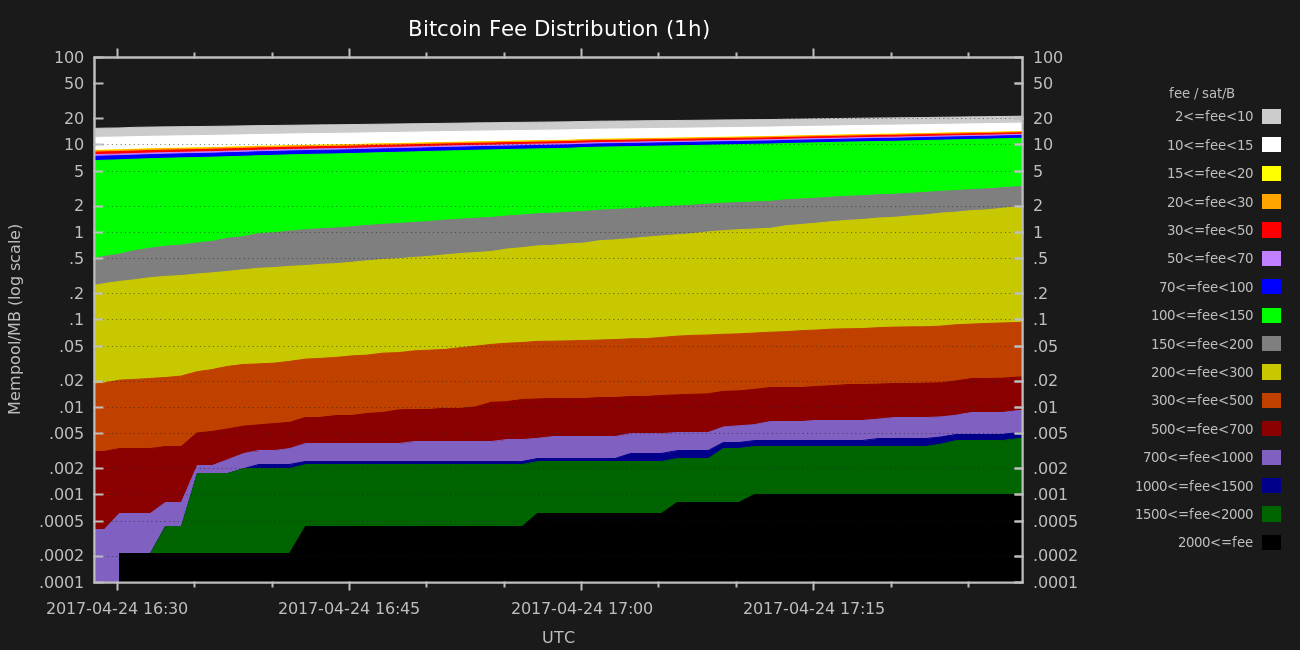 Bitcoin Fee Distribution (1h)
Mempool/MB (log scale)
100
50
20
10
5
2
1
.5
.2
.1
.05
.02
.01
.005
.002
.001
.0005
.0002
.0001
100
50
20
10
5
2
1
.5
.2
.1
.05
.02
.01
.005
.002
.001
.0005
.0002
.0001
2017-04-24 16:30 2017-04-24 16:45 2017-04-24 17:00 2017-04-24 17:15
UTC
fee / sat/B
2<=fee<10
10<=fee<15
15<=fee<20
20<=fee<30
30<=fee<50
50<=fee<70
70<=fee<100
100<=fee<150
150<=fee<200
200<=fee<300
300<=fee<500
500<=fee<700
700<=fee<1000
1000<=fee<1500
1500<=fee<2000
2000<=fee